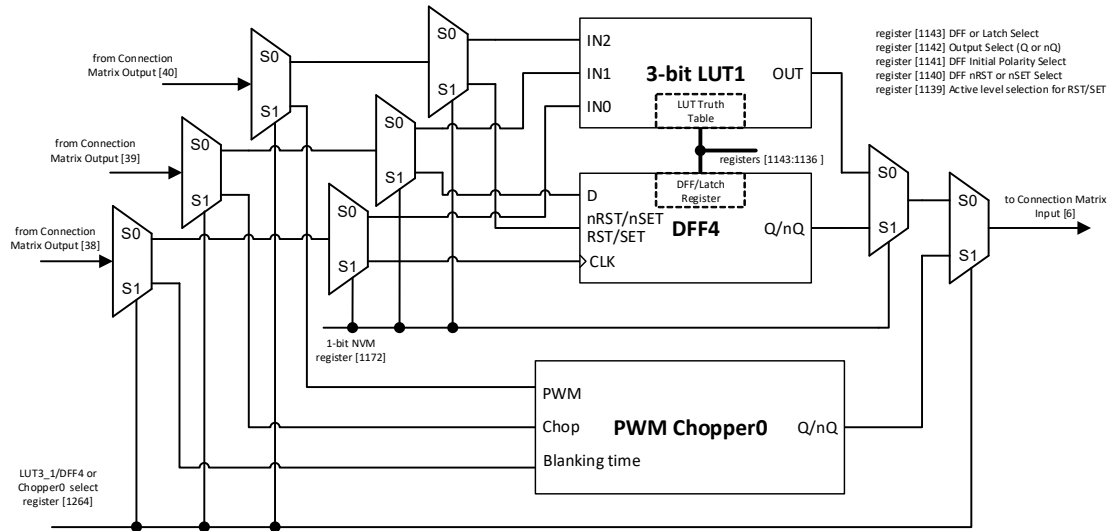 from Connection
Matrix Output [40]
S0
S1
from Connection
Matrix Output [39]
S0
S1
from Connection
Matrix Output [38]
S0
S1
S0
S1
S0
S1
S0
S1
IN2
IN1
IN0
3-bit LUT1
OUT
LUT Truth
Table
registers [1143:1136 ]
DFF/Latch
Register
D
nRST/nSET
RST/SET
CLK
DFF4
Q/nQ
S0
S1
S0
S1
to Connection Matrix
Input [6]
register [1143] DFF or Latch Select
register [1142] Output Select (Q or nQ)
register [1141] DFF Initial Polarity Select
register [1140] DFF nRST or nSET Select
register [1139] Active level selection for RST/SET
1-bit NVM
register [1172]
PWM
Chop
Blanking time
PWM Chopper0
Q/nQ
LUT3_1/DFF4 or
Chopper0 select
register [1264]